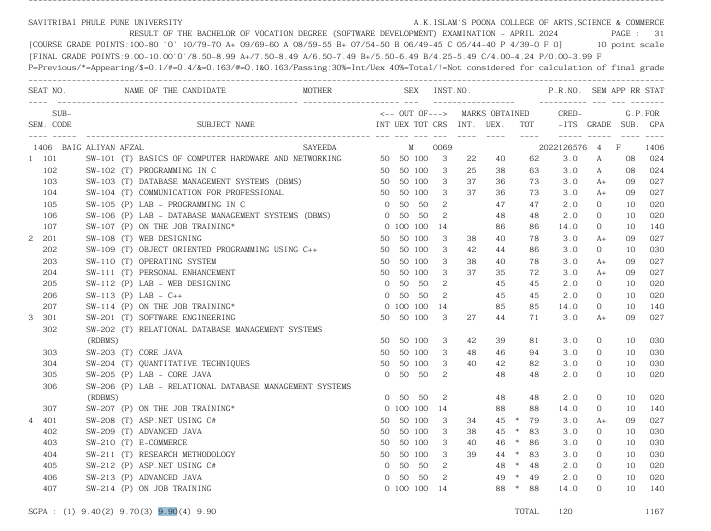 SAVITRIBAI PHULE PUNE UNIVERSITY A.K.ISLAM'S POONA COLLEGE OF ARTS,SCIENCE & COMMERCE
RESULT OF THE BACHELOR OF VOCATION DEGREE (SOFTWARE DEVELOPMENT) EXAMINATION - APRIL 2024 PAGE : 31
[COURSE GRADE POINTS:100-80 `O` 10/79-70 A+ 09/69-60 A 08/59-55 B+ 07/54-50 B 06/49-45 C 05/44-40 P 4/39-0 F 0] 10 point scale
[FINAL GRADE POINTS:9.00-10.00`O`/8.50-8.99 A+/7.50-8.49 A/6.50-7.49 B+/5.50-6.49 B/4.25-5.49 C/4.00-4.24 P/0.00-3.99 F
P=Previous/*=Appearing/$=0.1/#=0.4/&=0.163/@=0.1&0.163/Passing:30%=Int/Uex 40%=Total/!=Not considered for calculation of final grade
SEAT NO. NAME OF THE CANDIDATE MOTHER SEX INST.NO. P.R.NO. SEM APP RR STAT
SUB- <-- OUT OF---> MARKS OBTAINED CRED- G.P.FOR
SEM. CODE SUBJECT NAME INT UEX TOT CRS INT. UEX. TOT -ITS GRADE SUB. GPA
1406 BAIG ALIYAN AFZAL SAYEEDA M 0069 2022126576 4 F 1406
1 101 SW-101 (T) BASICS OF COMPUTER HARDWARE AND NETWORKING 50 50 100 3 22 40 62 3.0 A 08 024
102 SW-102 (T) PROGRAMMING IN C 50 50 100 3 25 38 63 3.0 A 08 024
103 SW-103 (T) DATABASE MANAGEMENT SYSTEMS (DBMS) 50 50 100 3 37 36 73 3.0 A+ 09 027
104 SW-104 (T) COMMUNICATION FOR PROFESSIONAL 50 50 100 3 37 36 73 3.0 A+ 09 027
105 SW-105 (P) LAB - PROGRAMMING IN C 0 50 50 2 47 47 2.0 O 10 020
106 SW-106 (P) LAB - DATABASE MANAGEMENT SYSTEMS (DBMS) 0 50 50 2 48 48 2.0 O 10 020
107 SW-107 (P) ON THE JOB TRAINING* 0 100 100 14 86 86 14.0 O 10 140
2 201 SW-108 (T) WEB DESIGNING 50 50 100 3 38 40 78 3.0 A+ 09 027
202 SW-109 (T) OBJECT ORIENTED PROGRAMMING USING C++ 50 50 100 3 42 44 86 3.0 O 10 030
203 SW-110 (T) OPERATING SYSTEM 50 50 100 3 38 40 78 3.0 A+ 09 027
204 SW-111 (T) PERSONAL ENHANCEMENT 50 50 100 3 37 35 72 3.0 A+ 09 027
205 SW-112 (P) LAB - WEB DESIGNING 0 50 50 2 45 45 2.0 O 10 020
206 SW-113 (P) LAB - C++ 0 50 50 2 45 45 2.0 O 10 020
207 SW-114 (P) ON THE JOB TRAINING* 0 100 100 14 85 85 14.0 O 10 140
3 301 SW-201 (T) SOFTWARE ENGINEERING 50 50 100 3 27 44 71 3.0 A+ 09 027
302 SW-202 (T) RELATIONAL DATABASE MANAGEMENT SYSTEMS
(RDBMS) 50 50 100 3 42 39 81 3.0 O 10 030
303 SW-203 (T) CORE JAVA 50 50 100 3 48 46 94 3.0 O 10 030
304 SW-204 (T) QUANTITATIVE TECHNIQUES 50 50 100 3 40 42 82 3.0 O 10 030
305 SW-205 (P) LAB - CORE JAVA 0 50 50 2 48 48 2.0 O 10 020
306 SW-206 (P) LAB - RELATIONAL DATABASE MANAGEMENT SYSTEMS
(RDBMS) 0 50 50 2 48 48 2.0 O 10 020
307 SW-207 (P) ON THE JOB TRAINING* 0 100 100 14 88 88 14.0 O 10 140
4 401 SW-208 (T) ASP.NET USING C# 50 50 100 3 34 45 * 79 3.0 A+ 09 027
402 SW-209 (T) ADVANCED JAVA 50 50 100 3 38 45 * 83 3.0 O 10 030
403 SW-210 (T) E-COMMERCE 50 50 100 3 40 46 * 86 3.0 O 10 030
404 SW-211 (T) RESEARCH METHODOLOGY 50 50 100 3 39 44 * 83 3.0 O 10 030
405 SW-212 (P) ASP.NET USING C# 0 50 50 2 48 * 48 2.0 O 10 020
406 SW-213 (P) ADVANCED JAVA 0 50 50 2 49 * 49 2.0 O 10 020
407 SW-214 (P) ON JOB TRAINING 0 100 100 14 88 * 88 14.0 O 10 140
SGPA : (1) 9.40(2) 9.70(3) 9.90(4) 9.90 TOTAL 120 1167